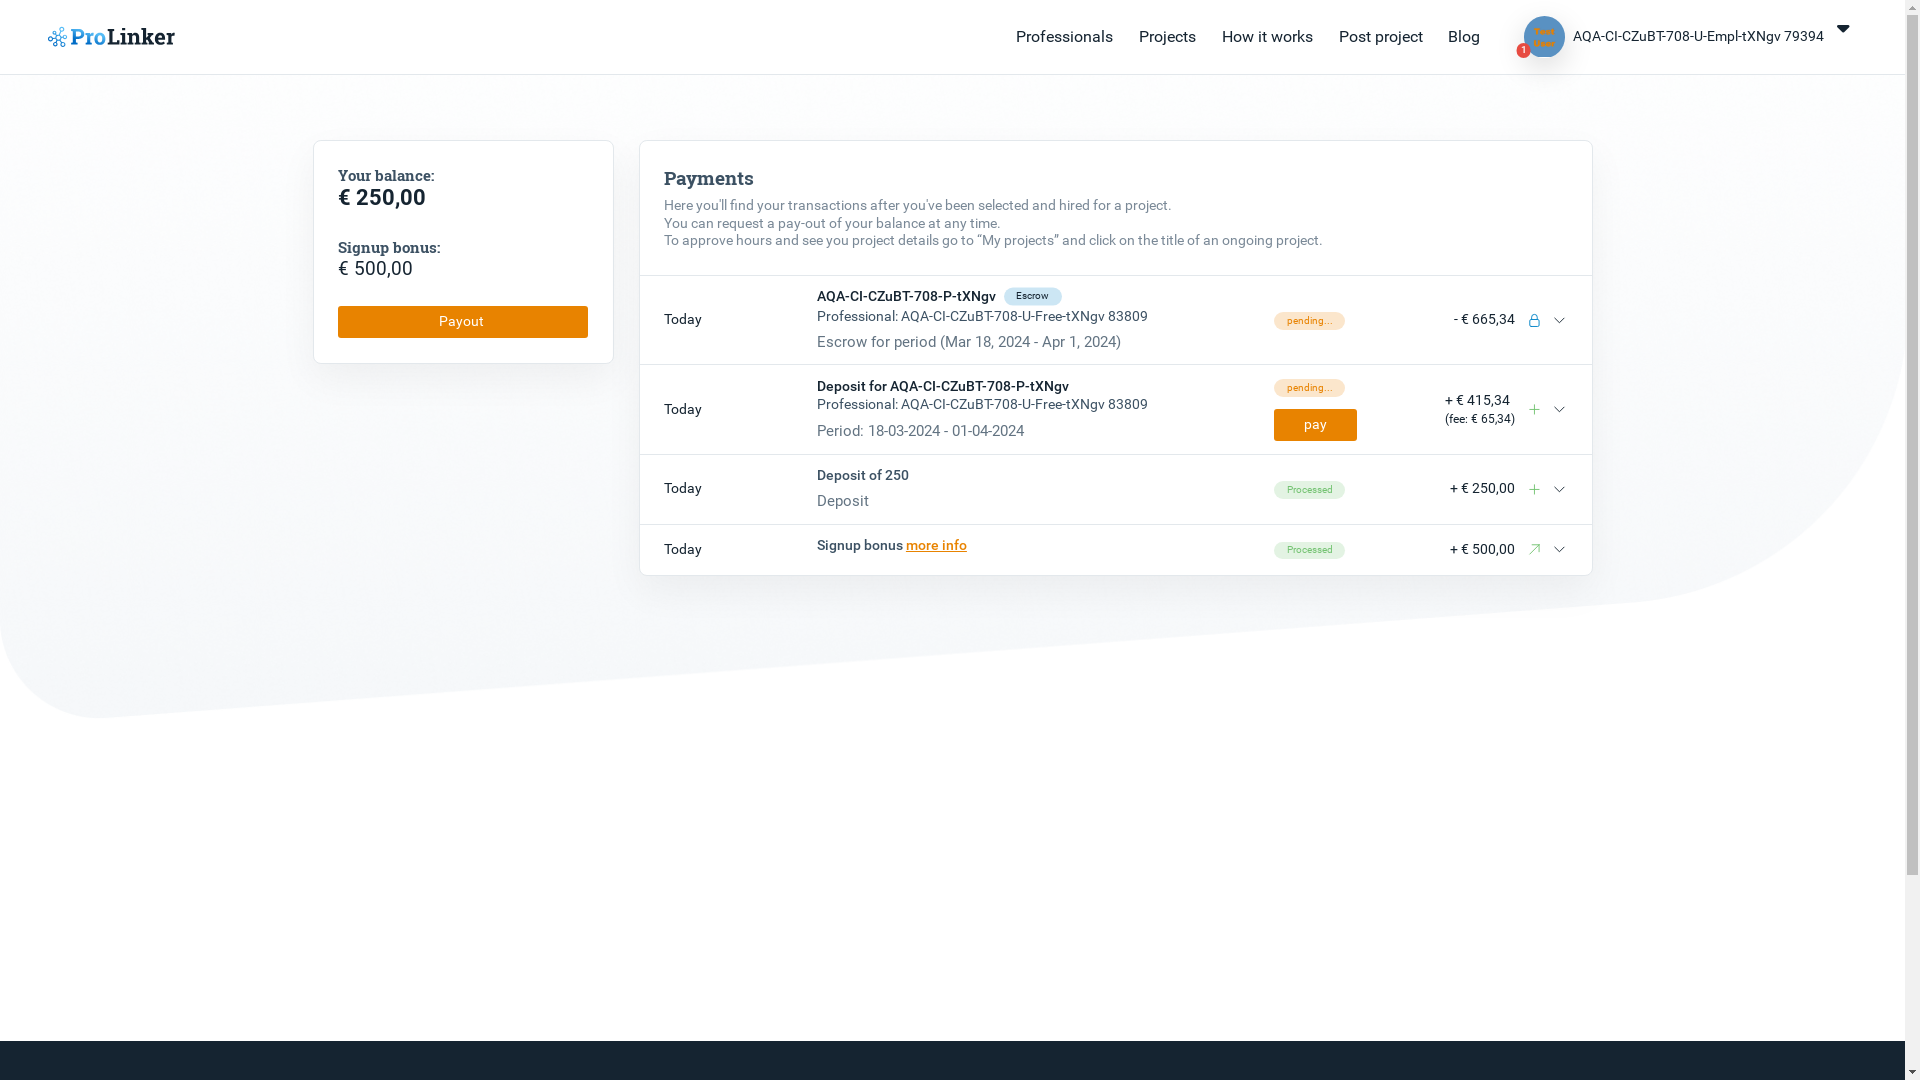 ProLinker
Professionals
Projects
How it works
Post project
Blog
1
AQA-CI-CZuBT-708-U-Empl-tXNgv 79394
Your balance:
€ 250,00
Signup bonus:
€ 500,00
Payout
Payments
Here you'll find your transactions after you've been selected and hired for a project.
You can request a pay-out of your balance at any time.
To approve hours and see you project details go to “My projects” and click on the title of an ongoing project.
Today
AQA-CI-CZuBT-708-P-tXNgv Escrow
Professional: AQA-CI-CZuBT-708-U-Free-tXNgv 83809
Escrow for period (Mar 18, 2024 - Apr 1, 2024)
pending...
- € 665,34
Today
Deposit for AQA-CI-CZuBT-708-P-tXNgv
Professional: AQA-CI-CZuBT-708-U-Free-tXNgv 83809
Period: 18-03-2024 - 01-04-2024
pending...
pay
+ € 415,34
(fee: € 65,34)
Today
Deposit of 250
Deposit
Processed
+ € 250,00
Today
Signup bonus more info
Processed
+ € 500,00